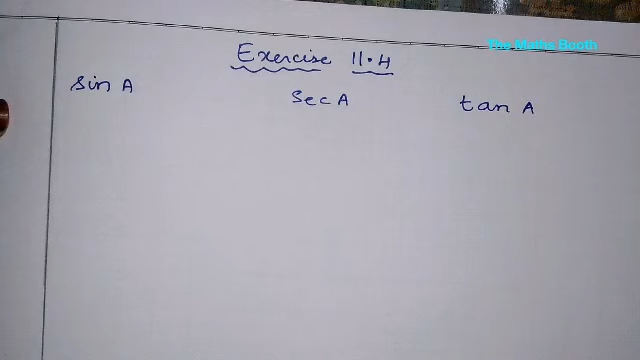 The Maths Booth
Exercise 11.4
sin A
sec A
tan A